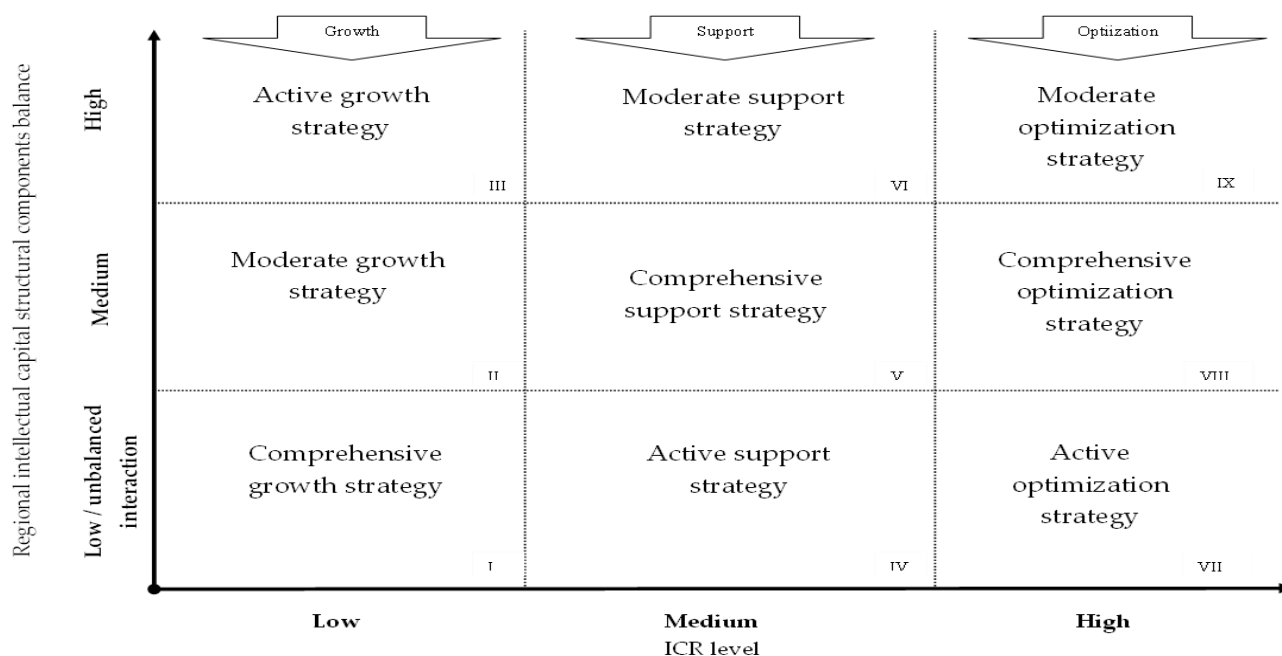 Growth
Support
Optiization
Regional intellectual capital structural components balance
High
Active growth
strategy
III
Moderate support
strategy
VI
Moderate
optimization
strategy
IX
Medium
Moderate growth
strategy
II
Comprehensive
support strategy
V
Comprehensive
optimization
strategy
VIII
Low / unbalanced
interaction
Comprehensive
growth strategy
I
Active support
strategy
IV
Active
optimization
strategy
VII
Low
Medium
High
ICR level